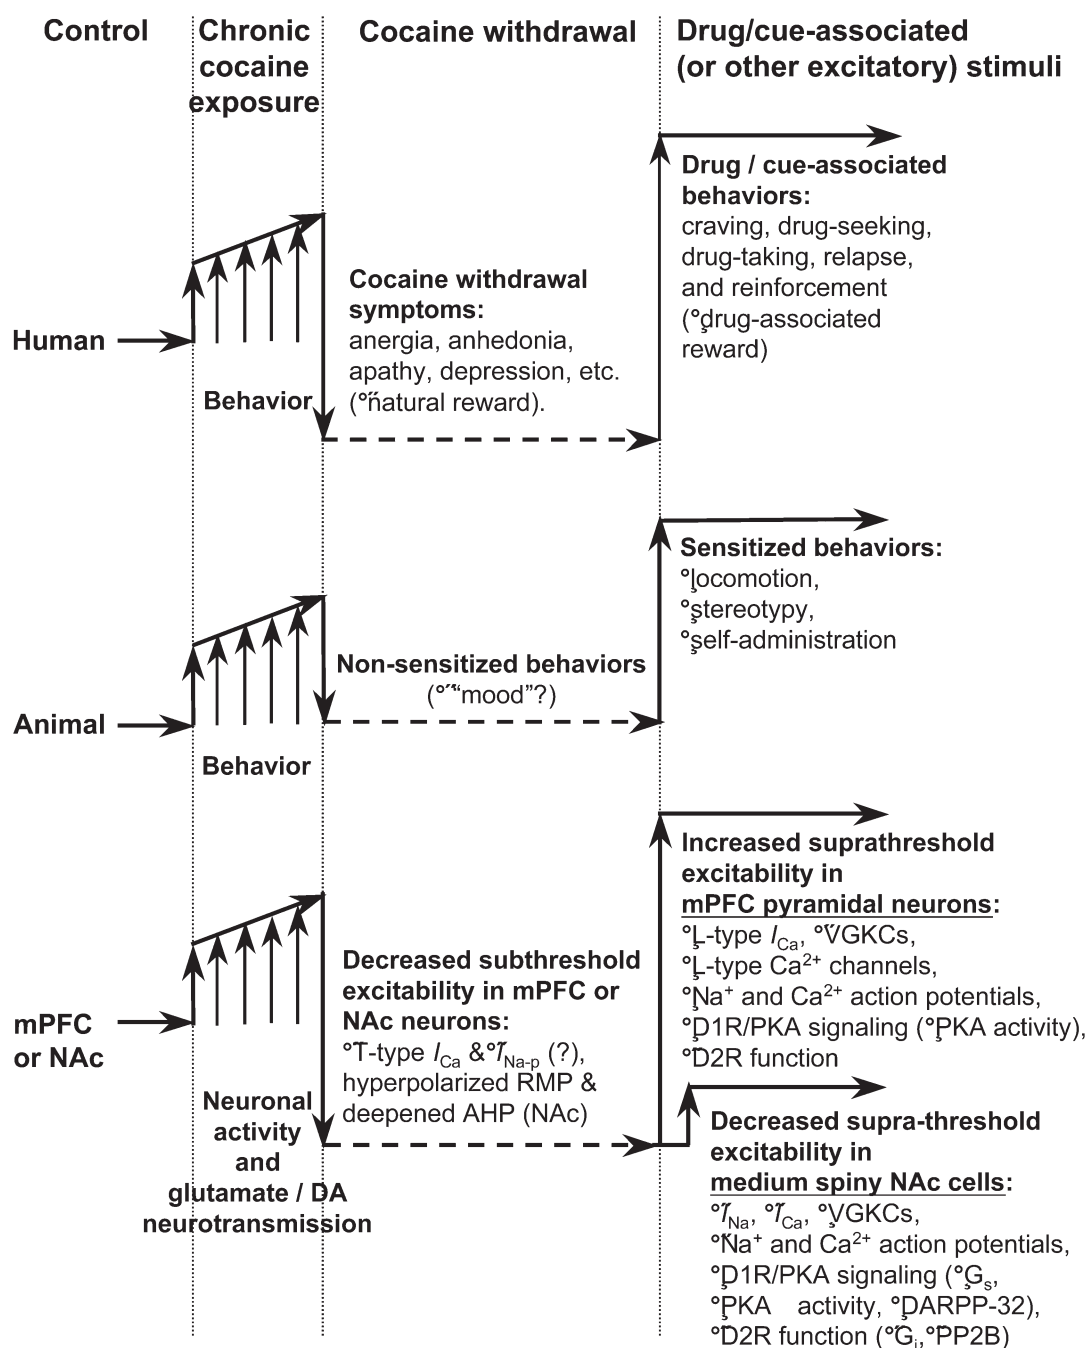 Control
Chronic
cocaine
exposure
Cocaine withdrawal
Drug/cue-associated
(or other excitatory) stimuli
Human
Behavior
Cocaine withdrawal
symptoms:
anergia, anhedonia,
apathy, depression, etc.
(°˝natural reward).
Drug / cue-associated
behaviors:
craving, drug-seeking,
drug-taking, relapse,
and reinforcement
(°¸drug-associated
reward)
Animal
Behavior
Non-sensitized behaviors
(°˝“mood”?)
Sensitized behaviors:
°¸locomotion,
°¸stereotypy,
°¸self-administration
mPFC
or NAc
Neuronal
activity
and
glutamate / DA
neurotransmission
Decreased subthreshold
excitability in mPFC or
NAc neurons:
°˝T-type ICa &°˝INa-p (?),
hyperpolarized RMP &
deepened AHP (NAc)
Increased suprathreshold
excitability in
mPFC pyramidal neurons:
°¸L-type ICa, °˝VGKCs,
°¸L-type Ca2+ channels,
°¸Na+ and Ca2+ action potentials,
°¸D1R/PKA signaling (°¸PKA activity),
°˝D2R function
Decreased supra-threshold
excitability in
medium spiny NAc cells:
°˝INa, °˝ICa, °¸VGKCs,
°˝Na+ and Ca2+ action potentials,
°¸D1R/PKA signaling (°¸Gs,
°¸PKA activity, °¸DARPP-32),
°˝D2R function (°˝Gi,°˝PP2B)